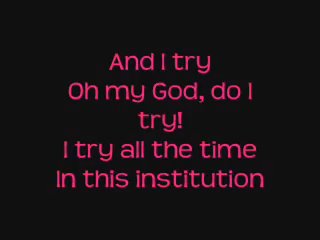 And I try
Oh my God, do I
try!
I try all the time
In this institution